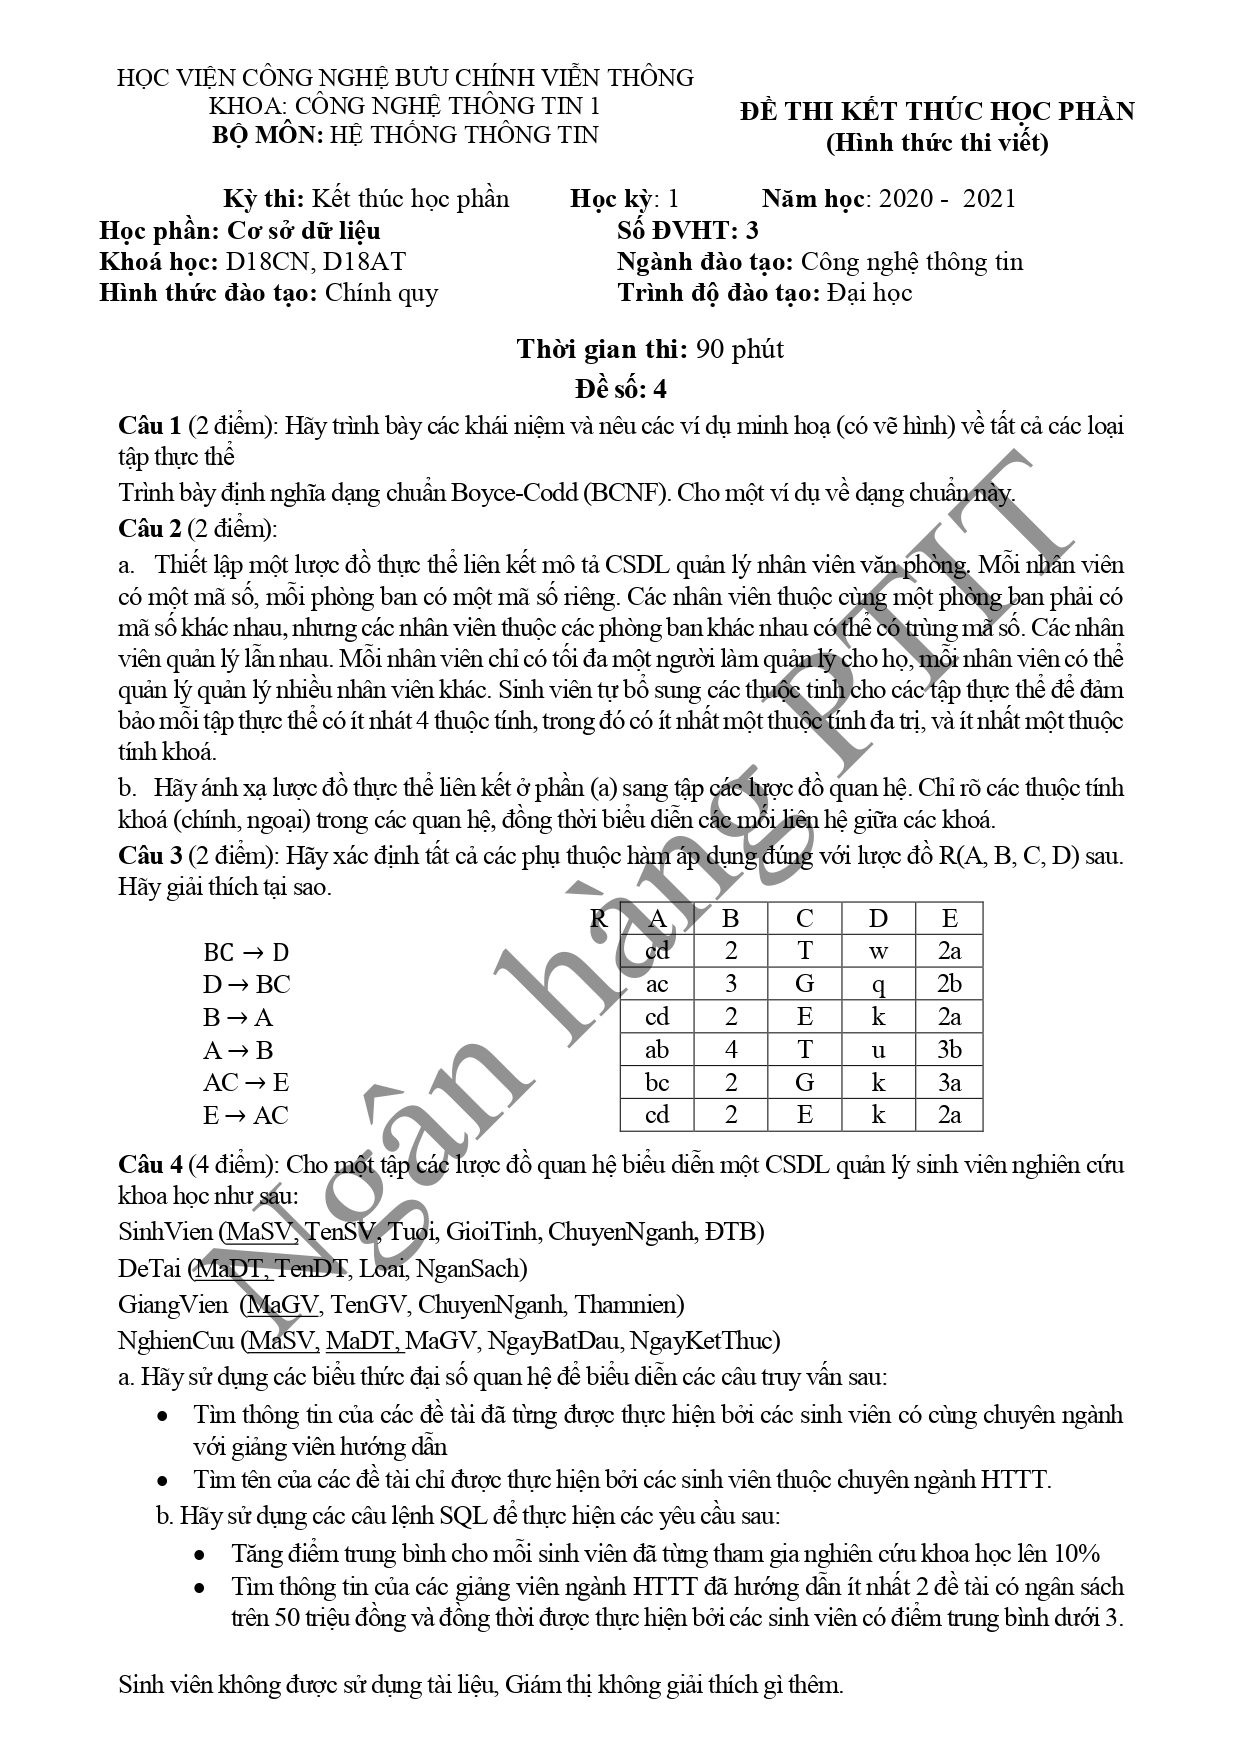 HỌC VIỆN CÔNG NGHỆ BƯU CHÍNH VIỄN THÔNG
KHOA: CÔNG NGHỆ THÔNG TIN 1
BỘ MÔN: HỆ THỐNG THÔNG TIN
ĐỀ THI KẾT THÚC HỌC PHẦN
(Hình thức thi viết)
Kỳ thi: Kết thúc học phần Học kỳ: 1 Năm học: 2020 - 2021
Học phần: Cơ sở dữ liệu Số ĐVHT: 3
Khoá học: D18CN, D18AT Ngành đào tạo: Công nghệ thông tin
Hình thức đào tạo: Chính quy Trình độ đào tạo: Đại học
Thời gian thi: 90 phút
Đề số: 4
Câu 1 (2 điểm): Hãy trình bày các khái niệm và nêu các ví dụ minh hoạ (có vẽ hình) về tất cả các loại
tập thực thể
Trình bày định nghĩa dạng chuẩn Boyce-Codd (BCNF). Cho một ví dụ về dạng chuẩn này.
Câu 2 (2 điểm):
a. Thiết lập một lược đồ thực thể liên kết mô tả CSDL quản lý nhân viên văn phòng. Mỗi nhân viên
có một mã số, mỗi phòng ban có một mã số riêng. Các nhân viên thuộc cùng một phòng ban phải có
mã số khác nhau, nhưng các nhân viên thuộc các phòng ban khác nhau có thể có trùng mã số. Các nhân
viên quản lý lẫn nhau. Mỗi nhân viên chỉ có tối đa một người làm quản lý cho họ, mỗi nhân viên có thể
quản lý quản lý nhiều nhân viên khác. Sinh viên tự bổ sung các thuộc tinh cho các tập thực thể để đảm
bảo mỗi tập thực thể có ít nhát 4 thuộc tính, trong đó có ít nhất một thuộc tính đa trị, và ít nhất một thuộc
tính khoá.
b. Hãy ánh xạ lược đồ thực thể liên kết ở phần (a) sang tập các lược đồ quan hệ. Chỉ rõ các thuộc tính
khoá (chính, ngoại) trong các quan hệ, đồng thời biểu diễn các mối liên hệ giữa các khoá.
Câu 3 (2 điểm): Hãy xác định tất cả các phụ thuộc hàm áp dụng đúng với lược đồ R(A, B, C, D) sau.
Hãy giải thích tại sao.
R A B C D E
BC → D cd 2 T w 2a
D → BC ac 3 G q 2b
B → A cd 2 E k 2a
A → B ab 4 T u 3b
AC → E bc 2 G k 3a
E → AC cd 2 E k 2a
Câu 4 (4 điểm): Cho một tập các lược đồ quan hệ biểu diễn một CSDL quản lý sinh viên nghiên cứu
khoa học như sau:
SinhVien (MaSV, TenSV, Tuoi, GioiTinh, ChuyenNganh, ĐTB)
DeTai (MaDT, TenDT, Loai, NganSach)
GiangVien (MaGV, TenGV, ChuyenNganh, Thamnien)
NghienCuu (MaSV, MaDT, MaGV, NgayBatDau, NgayKetThuc)
a. Hãy sử dụng các biểu thức đại số quan hệ để biểu diễn các câu truy vấn sau:
• Tìm thông tin của các đề tài đã từng được thực hiện bởi các sinh viên có cùng chuyên ngành
với giảng viên hướng dẫn
• Tìm tên của các đề tài chỉ được thực hiện bởi các sinh viên thuộc chuyên ngành HTTT.
b. Hãy sử dụng các câu lệnh SQL để thực hiện các yêu cầu sau:
• Tăng điểm trung bình cho mỗi sinh viên đã từng tham gia nghiên cứu khoa học lên 10%
• Tìm thông tin của các giảng viên ngành HTTT đã hướng dẫn ít nhất 2 đề tài có ngân sách
trên 50 triệu đồng và đồng thời được thực hiện bởi các sinh viên có điểm trung bình dưới 3.
Sinh viên không được sử dụng tài liệu, Giám thị không giải thích gì thêm.
Ngân hàng PTIT